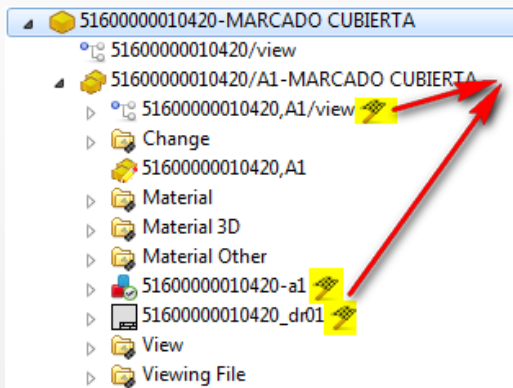 51600000010420-MARCADO CUBIERTA
51600000010420/view
51600000010420/A1-MARCADO CUBIERTA
51600000010420,A1/view
Change
51600000010420,A1
Material
Material 3D
Material Other
51600000010420-a1
51600000010420_dr01
View
Viewing File